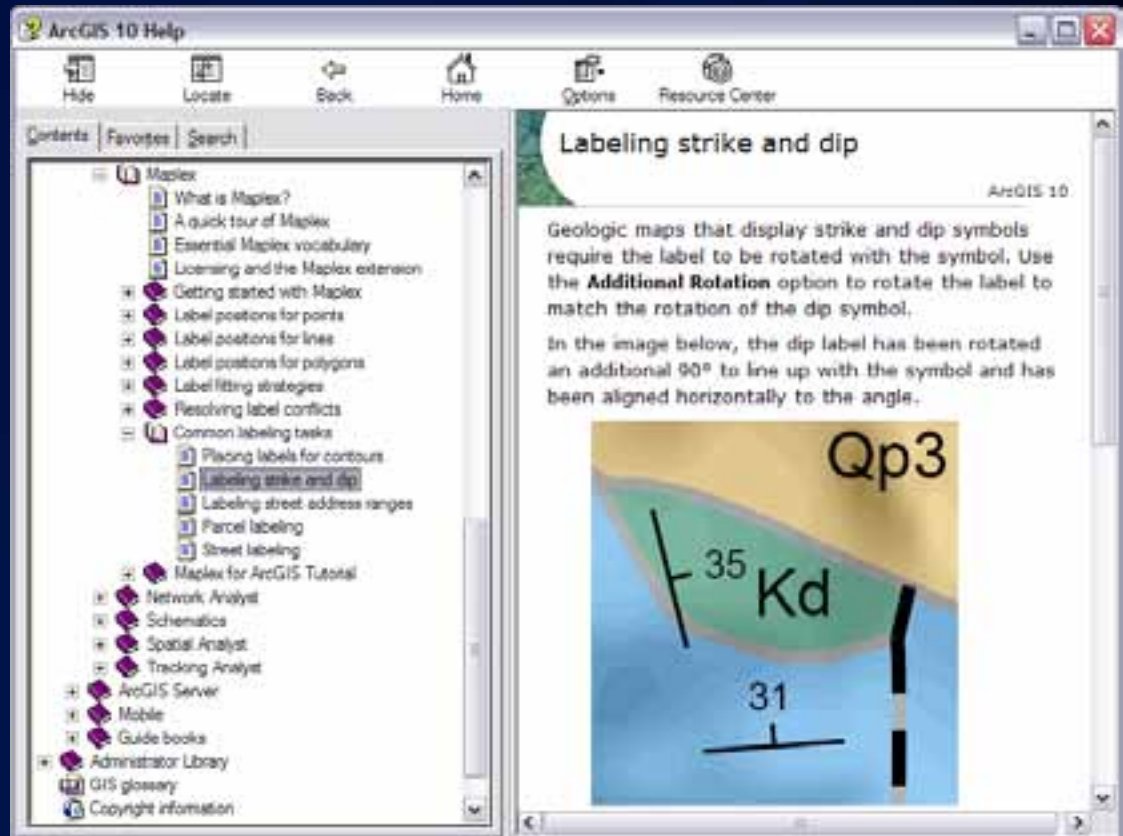 ArcGIS 10 Help
Hide Locate Back Home Options Resource Center
Contents Favorites Search
Maplex
What is Maplex?
A quick tour of Maplex
Essential Maplex vocabulary
Licensing and the Maplex extension
Getting started with Maplex
Label positions for points
Label positions for lines
Label positions for polygons
Label fitting strategies
Resolving label conflicts
Common labeling tasks
Placing labels for contours
Labeling strike and dip
Labeling street address ranges
Parcel labeling
Street labeling
Maplex for ArcGIS Tutorial
Network Analyst
Schematics
Spatial Analyst
Tracking Analyst
ArcGIS Server
Mobile
Guide books
Administrator Library
GIS glossary
Copyright information
Labeling strike and dip
ArcGIS 10
Geologic maps that display strike and dip symbols
require the label to be rotated with the symbol. Use
the Additional Rotation option to rotate the label to
match the rotation of the dip symbol.
In the image below, the dip label has been rotated
an additional 90° to line up with the symbol and has
been aligned horizontally to the angle.
Qp3
35
Kd
31